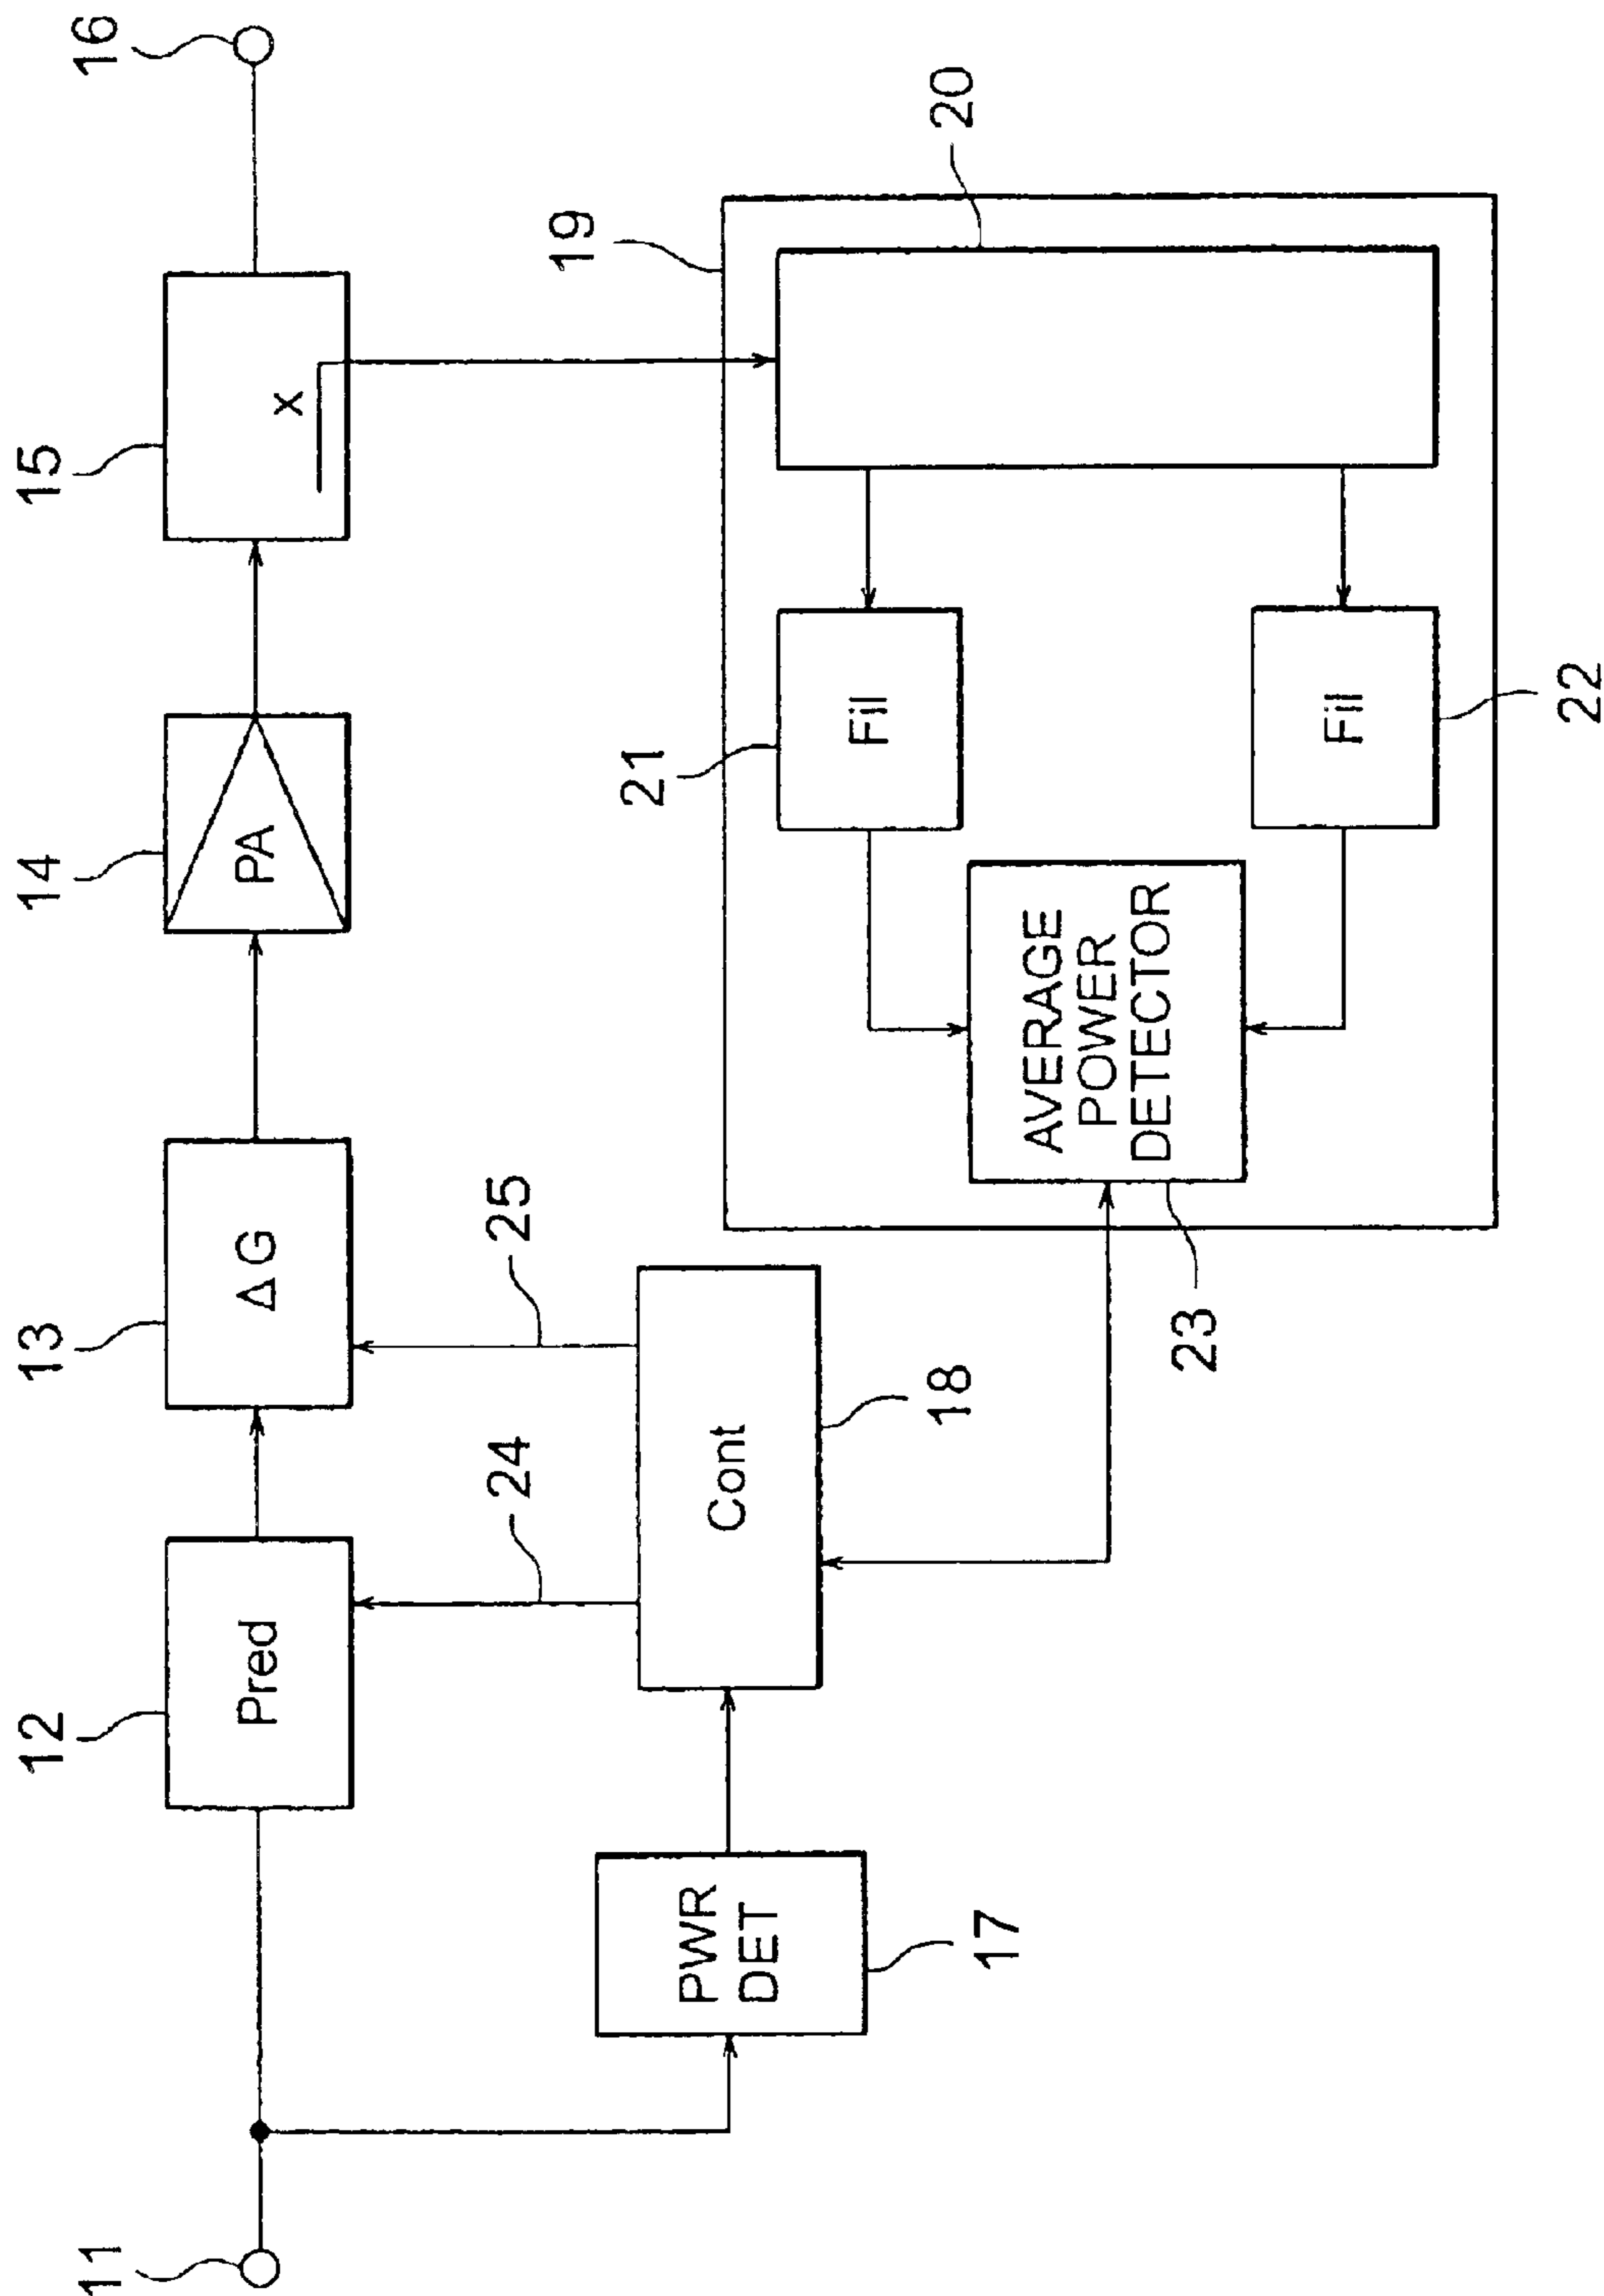 11
12
Pred
13
Δ G
14
PA
15
x
16
24
25
PWR
DET
17
Cont
18
19
20
21
Fil
Fil
22
AVERAGE
POWER
DETECTOR
23